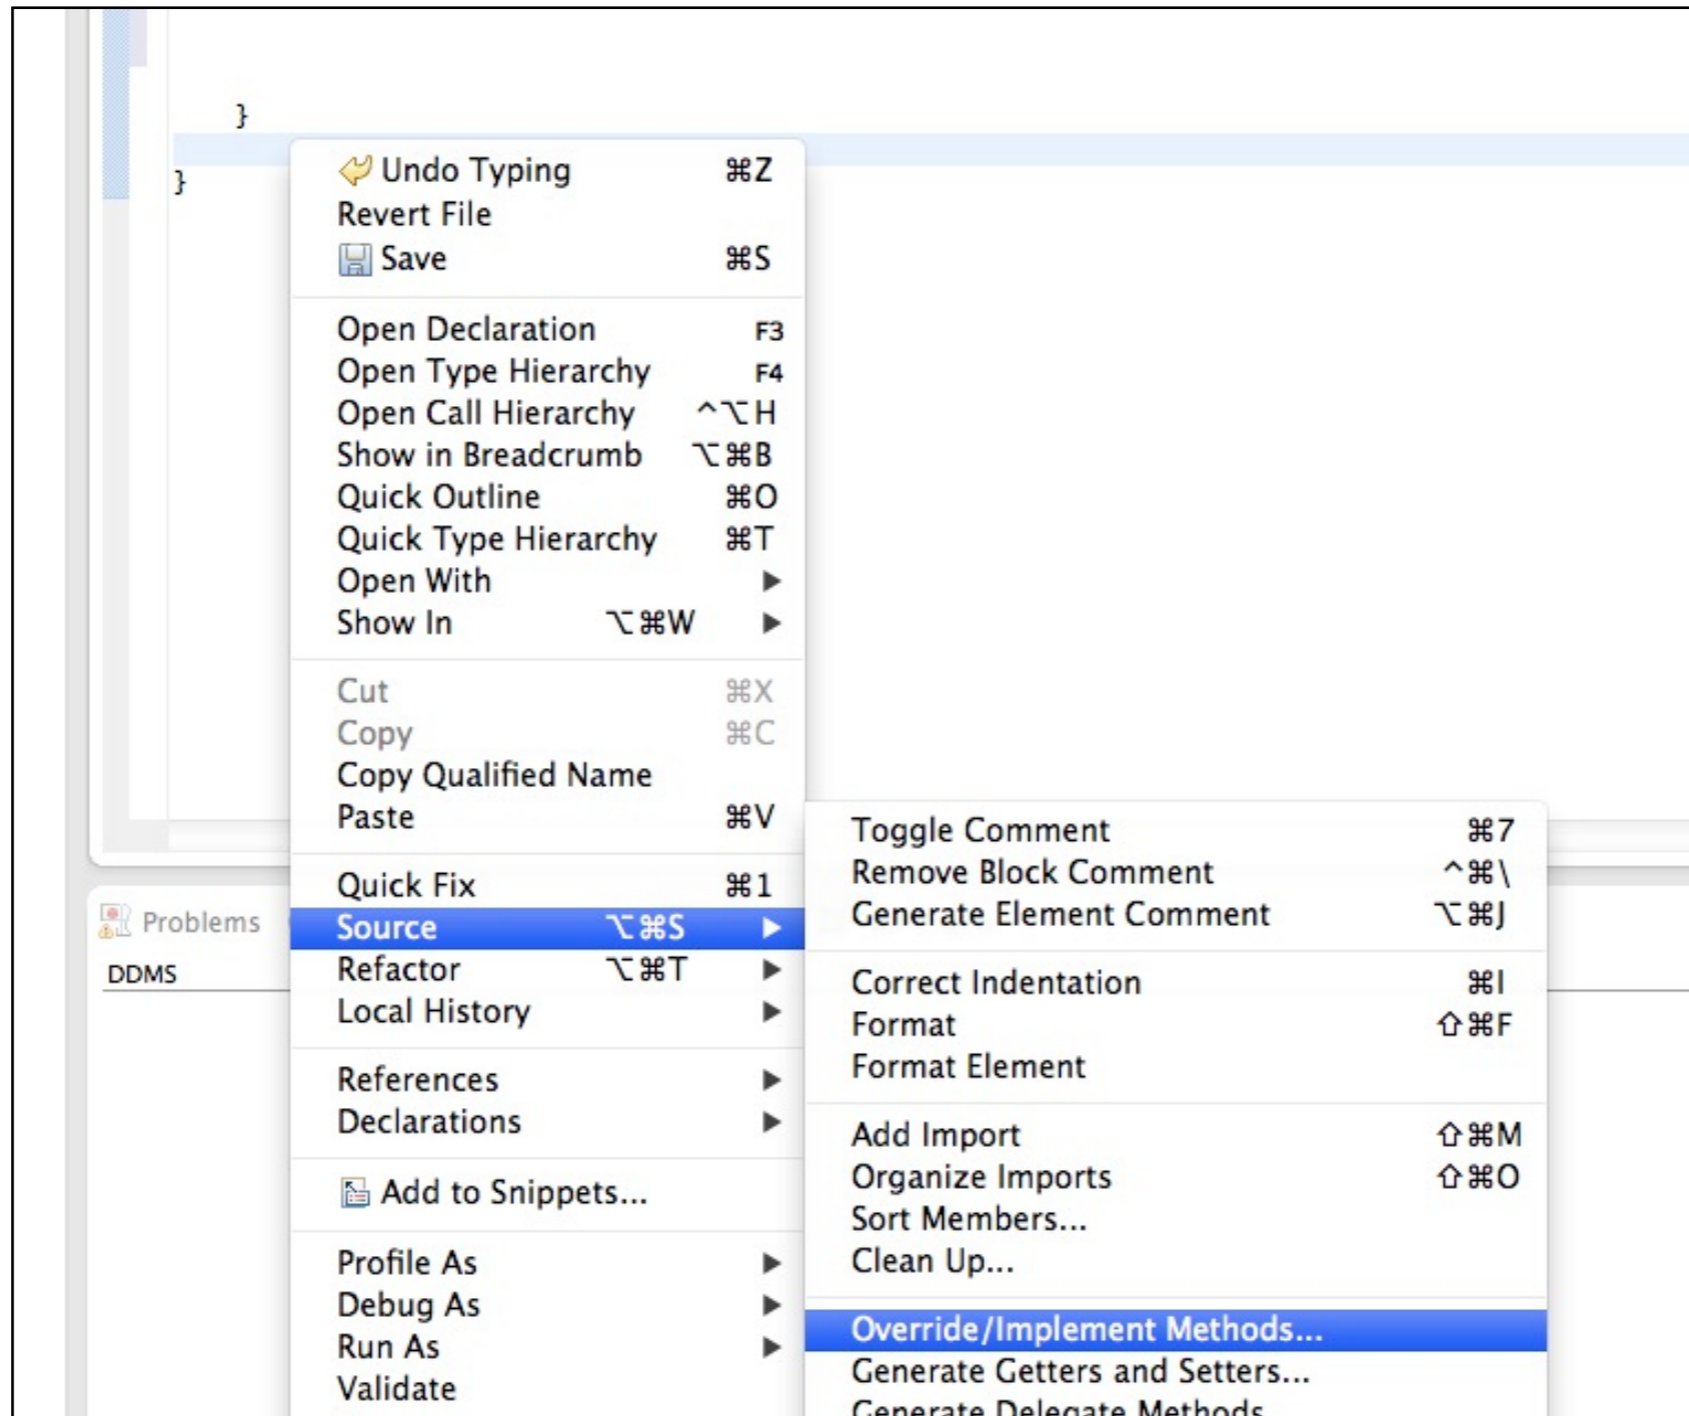 }
}
Undo Typing ⌘Z
Revert File
Save ⌘S
Open Declaration F3
Open Type Hierarchy F4
Open Call Hierarchy ^⌥H
Show in Breadcrumb ⌥⌘B
Quick Outline ⌘O
Quick Type Hierarchy ⌘T
Open With ▶
Show In ⌥⌘W ▶
Cut ⌘X
Copy ⌘C
Copy Qualified Name
Paste ⌘V
Quick Fix ⌘1
Source ⌥⌘S ▶
Refactor ⌥⌘T ▶
Local History ▶
References ▶
Declarations ▶
Add to Snippets...
Profile As ▶
Debug As ▶
Run As ▶
Validate
Toggle Comment ⌘7
Remove Block Comment ^⌘\
Generate Element Comment ⌥⌘J
Correct Indentation ⌘I
Format ⇧⌘F
Format Element
Add Import ⇧⌘M
Organize Imports ⇧⌘O
Sort Members...
Clean Up...
Override/Implement Methods...
Generate Getters and Setters...
Generate Delegate Methods
Problems
DDMS